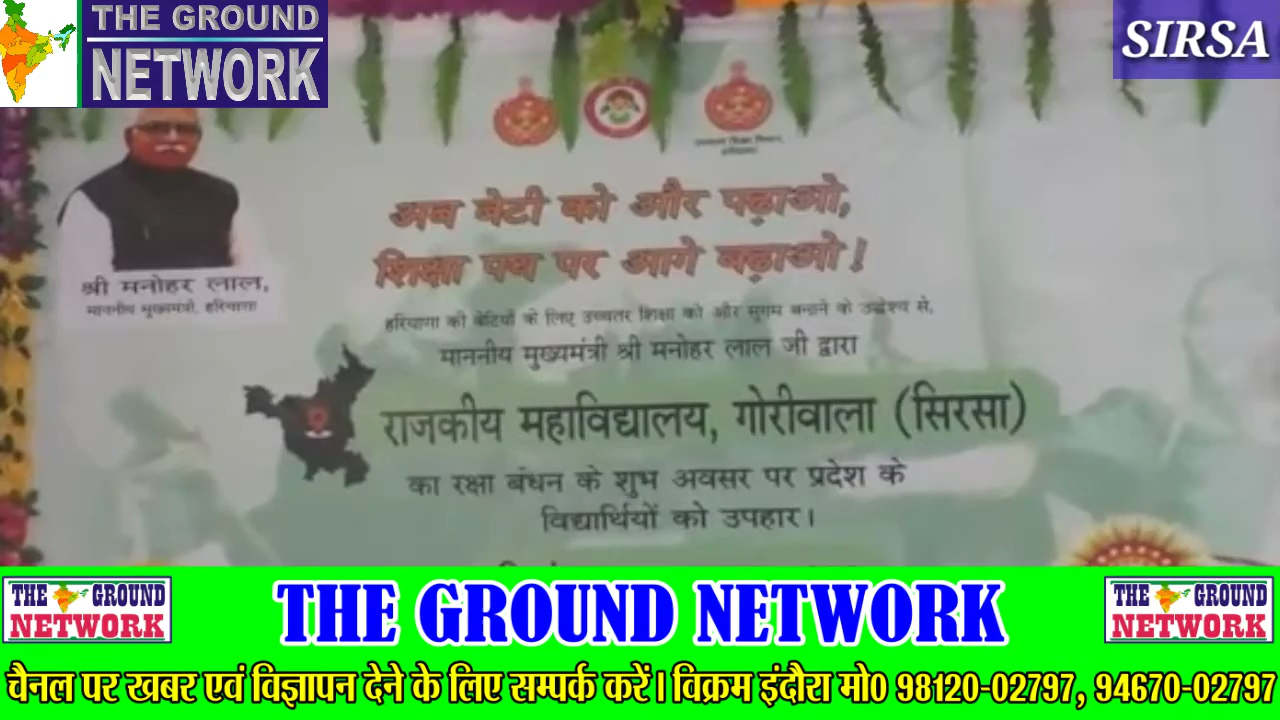 THE GROUND
NETWORK
SIRSA
अब बेटी को और पढ़ाओ,
शिक्षा पथ पर आगे बढ़ाओ!
श्री मनोहर लाल,
माननीय मुख्यमंत्री, हरियाणा
हरियाणा की बेटियों के लिए उच्चतर शिक्षा को और सुगम बनाने के उद्देश्य से,
माननीय मुख्यमंत्री श्री मनोहर लाल जी द्वारा
राजकीय महाविद्यालय, गोरीवाला (सिरसा)
का रक्षा बंधन के शुभ अवसर पर प्रदेश के
विद्यार्थियों को उपहार।
THE GROUND
NETWORK
THE GROUND NETWORK
THE GROUND
NETWORK
चैनल पर खबर एवं विज्ञापन देने के लिए सम्पर्क करें। विक्रम इंदौरा मो0 98120-02797, 94670-02797